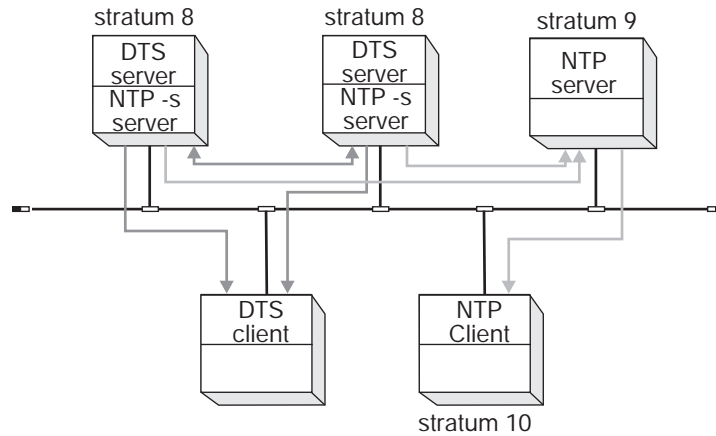 stratum 8
stratum 8
stratum 9
DTS
server
NTP -s
server
DTS
server
NTP -s
server
NTP
server
DTS
client
NTP
Client
stratum 10